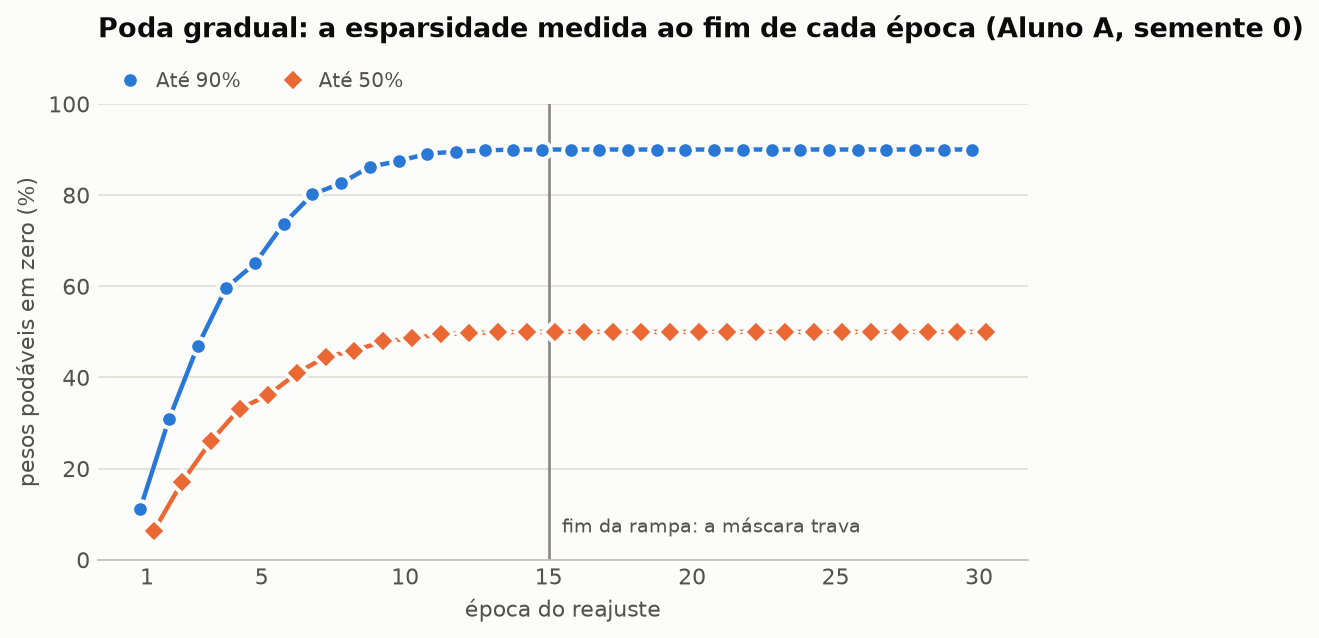 Poda gradual: a esparsidade medida ao fim de cada época (Aluno A, semente 0)
Até 90%
Até 50%
pesos podáveis em zero (%)
100
80
60
40
20
0
fim da rampa: a máscara trava
1
5
10
15
20
25
30
época do reajuste